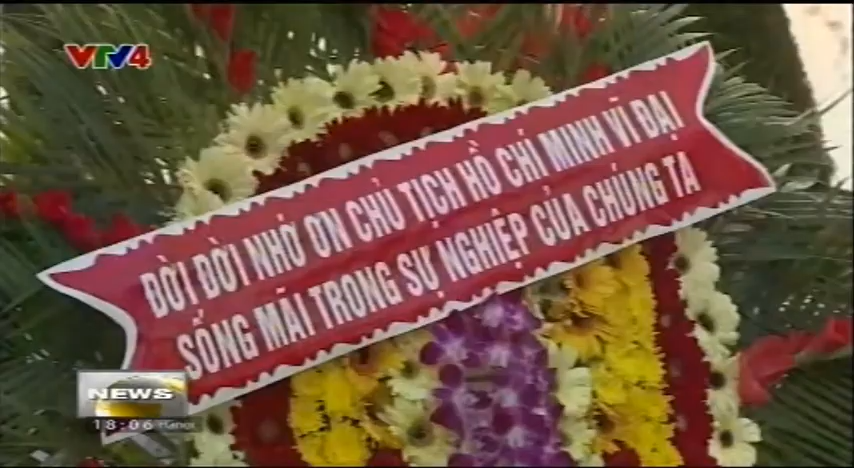 VTV4
ĐỜI ĐỜI NHỚ ƠN CHỦ TỊCH HỒ CHÍ MINH VĨ ĐẠI
SỐNG MÃI TRONG SỰ NGHIỆP CỦA CHÚNG TA
NEWS
18:06 Hanoi